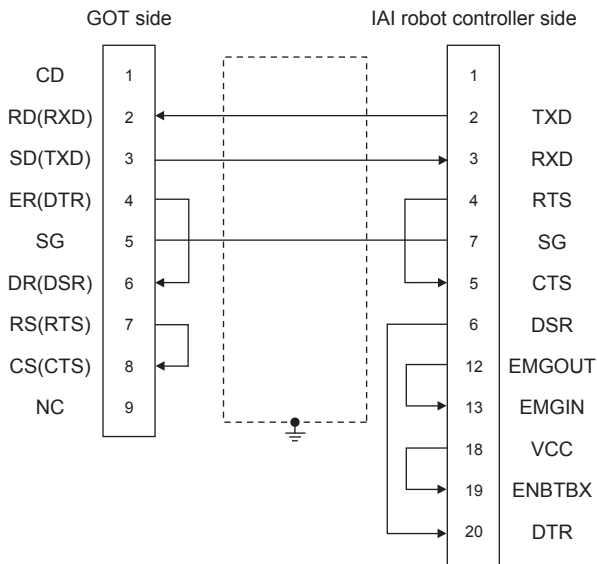 GOT side IAI robot controller side
CD 1 1
RD(RXD) 2 2 TXD
SD(TXD) 3 3 RXD
ER(DTR) 4 4 RTS
SG 5 7 SG
DR(DSR) 6 5 CTS
RS(RTS) 7 6 DSR
CS(CTS) 8 12 EMGOUT
NC 9 13 EMGIN
18 VCC
19 ENBTBX
20 DTR